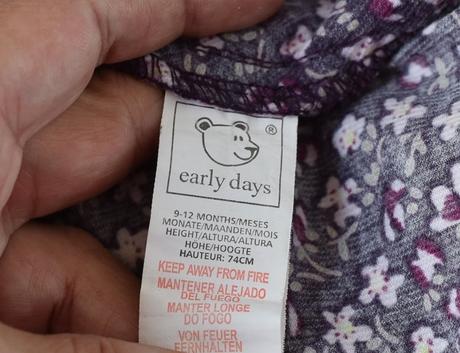 ®
early days
9-12 MONTHS/MESES
MONATE/MAANDEN/MOIS
HEIGHT/ALTURA/ALTURA
HÖHE/HOOGTE
HAUTEUR: 74CM
KEEP AWAY FROM FIRE
MANTENER ALEJADO
DEL FUEGO
MANTER LONGE
DO FOGO
VON FEUER
FERNHALTEN